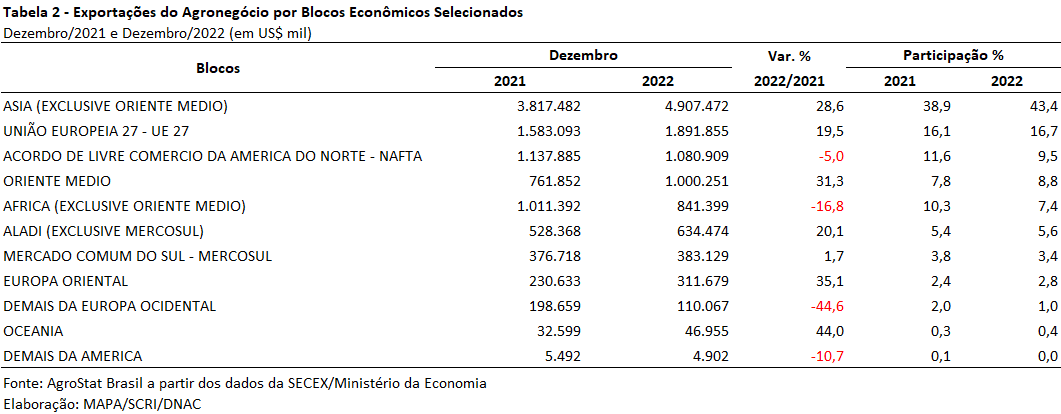 Tabela 2 - Exportações do Agronegócio por Blocos Econômicos Selecionados
Dezembro/2021 e Dezembro/2022 (em US$ mil)
Blocos Dezembro Var. % Participação %
2021 2022 2022/2021 2021 2022
ASIA (EXCLUSIVE ORIENTE MEDIO) 3.817.482 4.907.472 28,6 38,9 43,4
UNIÃO EUROPEIA 27 - UE 27 1.583.093 1.891.855 19,5 16,1 16,7
ACORDO DE LIVRE COMERCIO DA AMERICA DO NORTE - NAFTA 1.137.885 1.080.909 -5,0 11,6 9,5
ORIENTE MEDIO 761.852 1.000.251 31,3 7,8 8,8
AFRICA (EXCLUSIVE ORIENTE MEDIO) 1.011.392 841.399 -16,8 10,3 7,4
ALADI (EXCLUSIVE MERCOSUL) 528.368 634.474 20,1 5,4 5,6
MERCADO COMUM DO SUL - MERCOSUL 376.718 383.129 1,7 3,8 3,4
EUROPA ORIENTAL 230.633 311.679 35,1 2,4 2,8
DEMAIS DA EUROPA OCIDENTAL 198.659 110.067 -44,6 2,0 1,0
OCEANIA 32.599 46.955 44,0 0,3 0,4
DEMAIS DA AMERICA 5.492 4.902 -10,7 0,1 0,0
Fonte: AgroStat Brasil a partir dos dados da SECEX/Ministério da Economia
Elaboração: MAPA/SCRI/DNAC